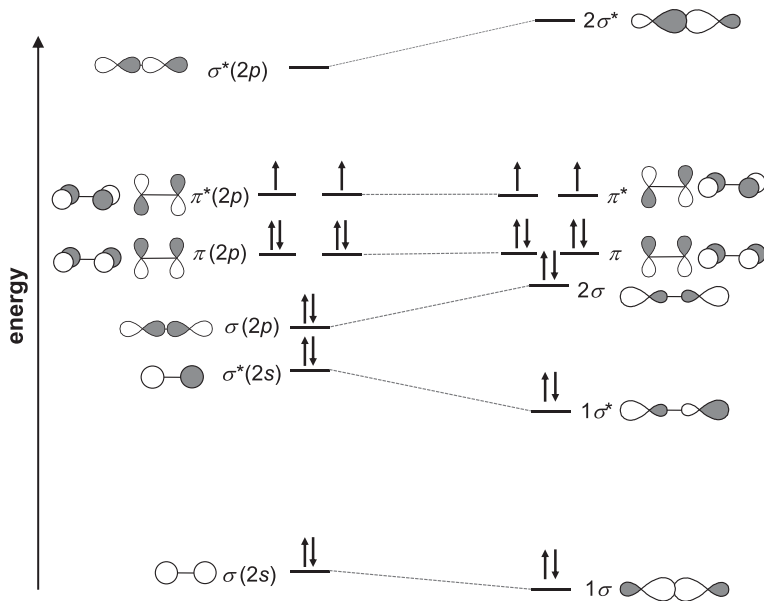 2σ*
σ*(2p)
π*(2p)
π*
π(2p)
π
2σ
σ(2p)
σ*(2s)
1σ*
σ(2s)
1σ
energy